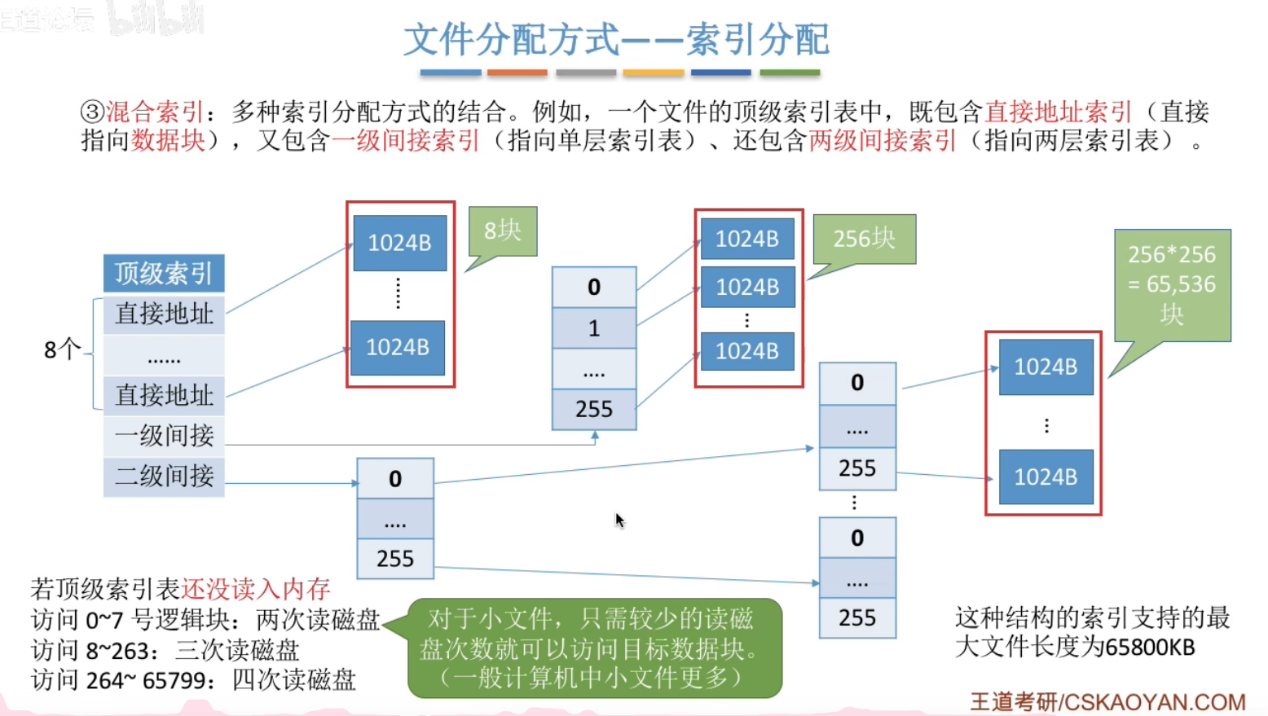 王道论坛 bilibili
文件分配方式——索引分配
③混合索引：多种索引分配方式的结合。例如，一个文件的顶级索引表中，既包含直接地址索引（直接
指向数据块），又包含一级间接索引（指向单层索引表）、还包含两级间接索引（指向两层索引表）。
顶级索引
8个
直接地址
......
直接地址
一级间接
二级间接
1024B
1024B
8块
0
1
....
255
1024B
1024B
1024B
256块
0
....
255
0
....
255
0
....
255
1024B
1024B
256*256
= 65,536
块
若顶级索引表还没读入内存
访问 0~7 号逻辑块：两次读磁盘
访问 8~263：三次读磁盘
访问 264~ 65799：四次读磁盘
对于小文件，只需较少的读磁
盘次数就可以访问目标数据块。
（一般计算机中小文件更多）
这种结构的索引支持的最
大文件长度为65800KB
王道考研/CSKAOYAN.COM